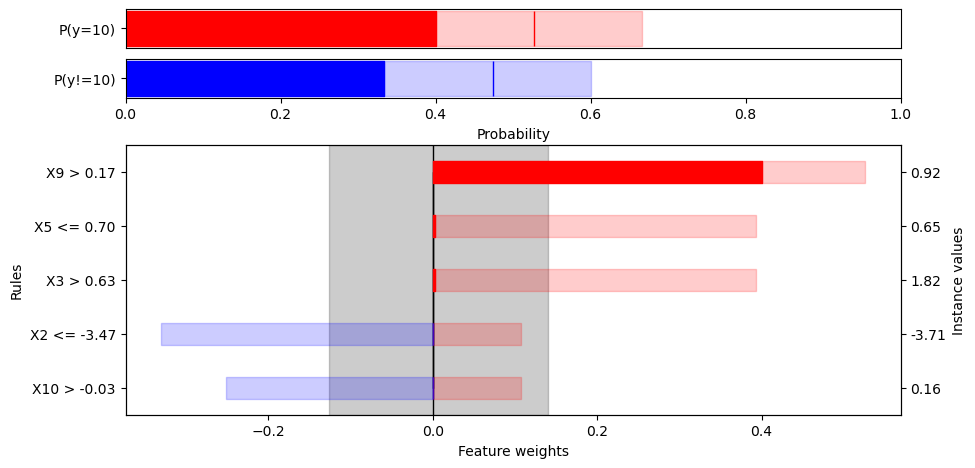 P(y=10)
P(y!=10)
0.0 0.2 0.4 0.6 0.8 1.0
Probability
X9 > 0.17 0.92
X5 <= 0.70 0.65
X3 > 0.63 1.82
X2 <= -3.47 -3.71
X10 > -0.03 0.16
Rules
Instance values
−0.2 0.0 0.2 0.4
Feature weights